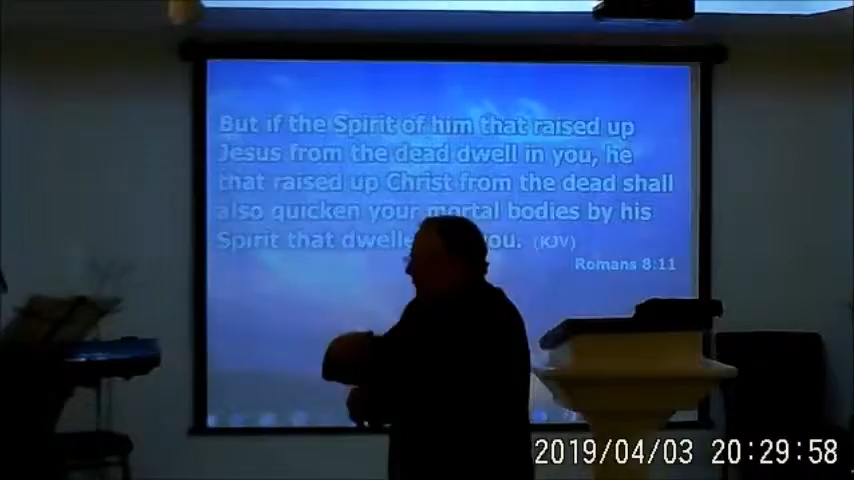 But if the Spirit of him that raised up
Jesus from the dead dwell in you, he
that raised up Christ from the dead shall
also quicken your mortal bodies by his
Spirit that dwelle you. (KJV)
Romans 8:11
2019/04/03 20:29:58